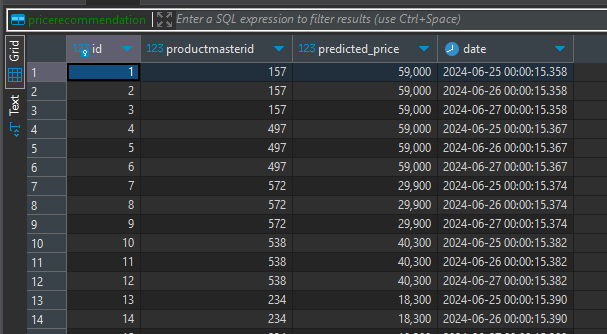 pricerecommendation Enter a SQL expression to filter results (use Ctrl+Space)
Grid
Text
123 id 123 productmasterid 123 predicted_price date
1 1 157 59,000 2024-06-25 00:00:15.358
2 2 157 59,000 2024-06-26 00:00:15.358
3 3 157 59,000 2024-06-27 00:00:15.358
4 4 497 59,000 2024-06-25 00:00:15.367
5 5 497 59,000 2024-06-26 00:00:15.367
6 6 497 59,000 2024-06-27 00:00:15.367
7 7 572 29,900 2024-06-25 00:00:15.374
8 8 572 29,900 2024-06-26 00:00:15.374
9 9 572 29,900 2024-06-27 00:00:15.374
10 10 538 40,300 2024-06-25 00:00:15.382
11 11 538 40,300 2024-06-26 00:00:15.382
12 12 538 40,300 2024-06-27 00:00:15.382
13 13 234 18,300 2024-06-25 00:00:15.390
14 14 234 18,300 2024-06-26 00:00:15.390